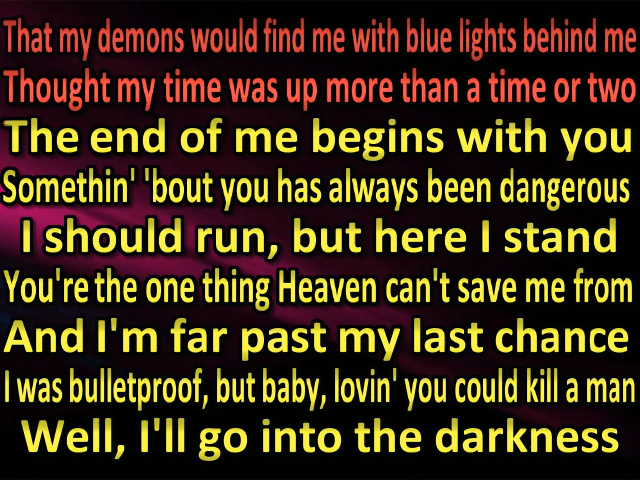 That my demons would find me with blue lights behind me
Thought my time was up more than a time or two
The end of me begins with you
Somethin' 'bout you has always been dangerous
I should run, but here I stand
You're the one thing Heaven can't save me from
And I'm far past my last chance
I was bulletproof, but baby, lovin' you could kill a man
Well, I'll go into the darkness